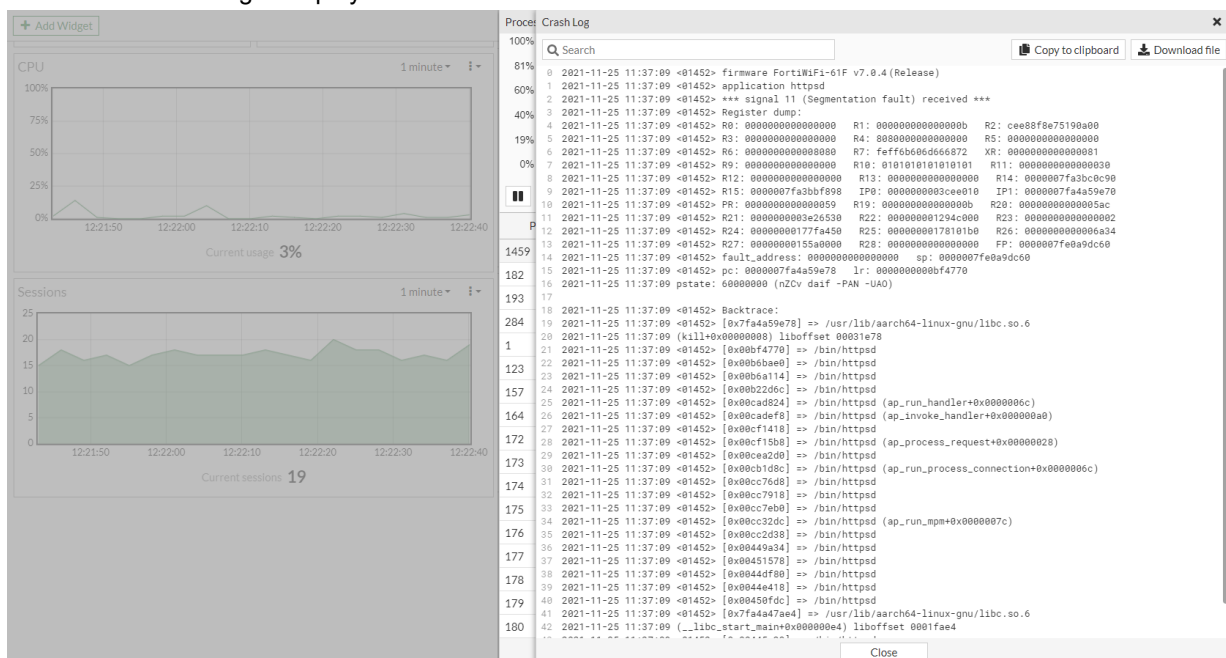 + Add Widget
CPU
1 minute
100%
75%
50%
25%
0%
12:21:50 12:22:00 12:22:10 12:22:20 12:22:30 12:22:40
Current usage 3%
Sessions
1 minute
25
20
15
10
5
0
12:21:50 12:22:00 12:22:10 12:22:20 12:22:30 12:22:40
Current sessions 19
100%
81%
60%
40%
19%
0%
P
1459
182
193
284
1
123
157
164
172
173
174
175
176
177
178
179
180
Crash Log
Search
Copy to clipboard
Download file
0 2021-11-25 11:37:09 <01452> firmware FortiWiFi-61F v7.0.4(Release)
1 2021-11-25 11:37:09 <01452> application httpsd
2 2021-11-25 11:37:09 <01452> *** signal 11 (Segmentation fault) received ***
3 2021-11-25 11:37:09 <01452> Register dump:
4 2021-11-25 11:37:09 <01452> R0: 0000000000000000 R1: 000000000000000b R2: cee88f8e75190a00
5 2021-11-25 11:37:09 <01452> R3: 0000000000000000 R4: 8080000000000000 R5: 0000000000000000
6 2021-11-25 11:37:09 <01452> R6: 0000000000008080 R7: feff6b606d666872 XR: 0000000000000081
7 2021-11-25 11:37:09 <01452> R9: 0000000000000000 R10: 0101010101010101 R11: 0000000000000030
8 2021-11-25 11:37:09 <01452> R12: 0000000000000000 R13: 0000000000000000 R14: 0000007fa3bc0c90
9 2021-11-25 11:37:09 <01452> R15: 0000007fa3bbf898 IP0: 0000000003cee010 IP1: 0000007fa4a59e70
10 2021-11-25 11:37:09 <01452> PR: 0000000000000059 R19: 000000000000000b R20: 00000000000005ac
11 2021-11-25 11:37:09 <01452> R21: 0000000003e26530 R22: 000000001294c000 R23: 0000000000000002
12 2021-11-25 11:37:09 <01452> R24: 000000000177fa450 R25: 00000000178101b0 R26: 0000000000006a34
13 2021-11-25 11:37:09 <01452> R27: 00000000155a0000 R28: 0000000000000000 FP: 0000007fe0a9dc60
14 2021-11-25 11:37:09 <01452> fault_address: 0000000000000000 sp: 0000007fe0a9dc60
15 2021-11-25 11:37:09 <01452> pc: 0000007fa4a59e78 lr: 0000000000bf4770
16 2021-11-25 11:37:09 pstate: 60000000 (nZCv daif -PAN -UAO)
17
18 2021-11-25 11:37:09 <01452> Backtrace:
19 2021-11-25 11:37:09 <01452> [0x7fa4a59e78] => /usr/lib/aarch64-linux-gnu/libc.so.6
20 2021-11-25 11:37:09 (kill+0x00000008) liboffset 00031e78
21 2021-11-25 11:37:09 <01452> [0x00bf4770] => /bin/httpsd
22 2021-11-25 11:37:09 <01452> [0x00b6bae0] => /bin/httpsd
23 2021-11-25 11:37:09 <01452> [0x00b6a114] => /bin/httpsd
24 2021-11-25 11:37:09 <01452> [0x00b22d6c] => /bin/httpsd
25 2021-11-25 11:37:09 <01452> [0x00cad824] => /bin/httpsd (ap_run_handler+0x0000006c)
26 2021-11-25 11:37:09 <01452> [0x00cadef8] => /bin/httpsd (ap_invoke_handler+0x000000a0)
27 2021-11-25 11:37:09 <01452> [0x00cf1418] => /bin/httpsd
28 2021-11-25 11:37:09 <01452> [0x00cf15b8] => /bin/httpsd (ap_process_request+0x00000028)
29 2021-11-25 11:37:09 <01452> [0x00cea2d0] => /bin/httpsd
30 2021-11-25 11:37:09 <01452> [0x00cb1d8c] => /bin/httpsd (ap_run_process_connection+0x0000006c)
31 2021-11-25 11:37:09 <01452> [0x00cc76d8] => /bin/httpsd
32 2021-11-25 11:37:09 <01452> [0x00cc7918] => /bin/httpsd
33 2021-11-25 11:37:09 <01452> [0x00cc7eb0] => /bin/httpsd
34 2021-11-25 11:37:09 <01452> [0x00cc32dc] => /bin/httpsd (ap_run_mpm+0x0000007c)
35 2021-11-25 11:37:09 <01452> [0x00cc2d38] => /bin/httpsd
36 2021-11-25 11:37:09 <01452> [0x00449a34] => /bin/httpsd
37 2021-11-25 11:37:09 <01452> [0x00451578] => /bin/httpsd
38 2021-11-25 11:37:09 <01452> [0x0044df80] => /bin/httpsd
39 2021-11-25 11:37:09 <01452> [0x0044e418] => /bin/httpsd
40 2021-11-25 11:37:09 <01452> [0x00450fdc] => /bin/httpsd
41 2021-11-25 11:37:09 <01452> [0x7fa4a47ae4] => /usr/lib/aarch64-linux-gnu/libc.so.6
42 2021-11-25 11:37:09 (__libc_start_main+0x000000e4) liboffset 0001fae4
Close